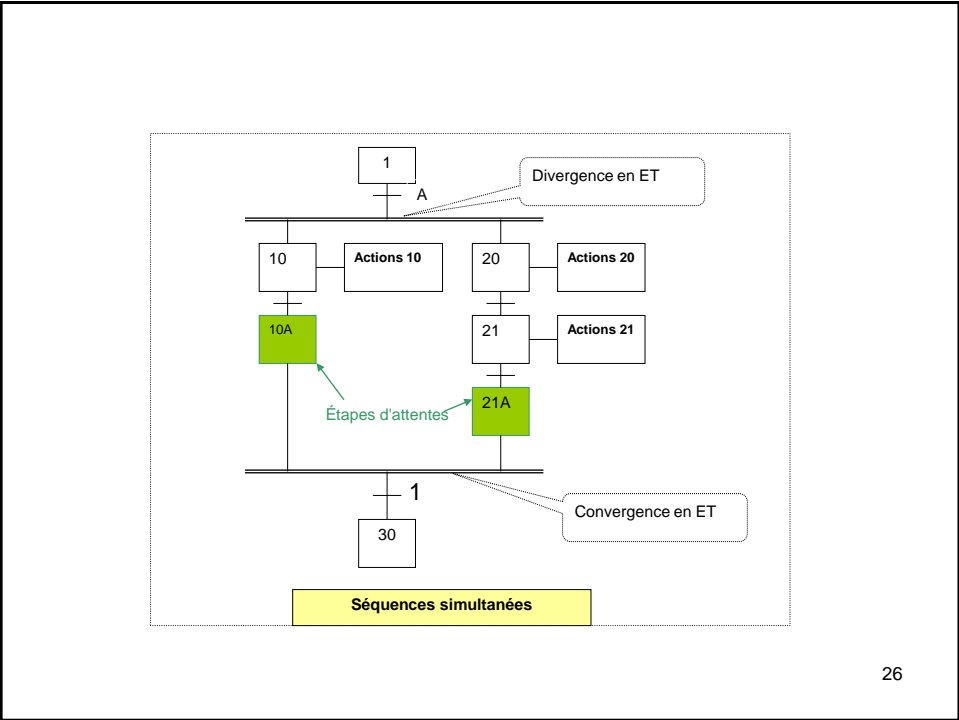 1
A
Divergence en ET
10
Actions 10
20
Actions 20
10A
21
Actions 21
Étapes d'attentes
21A
1
Convergence en ET
30
Séquences simultanées
26